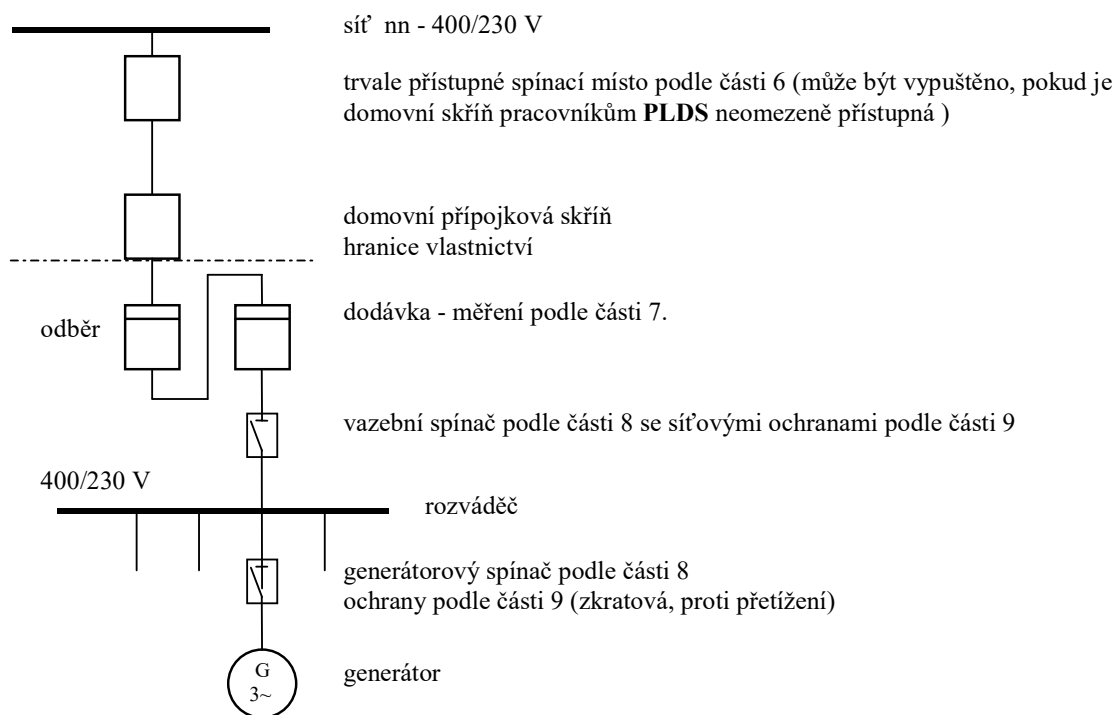 síť nn - 400/230 V
trvale přístupné spínací místo podle části 6 (může být vypuštěno, pokud je
domovní skříň pracovníkům PLDS neomezeně přístupná )
domovní přípojková skříň
hranice vlastnictví
odběr
dodávka - měření podle části 7.
vazební spínač podle části 8 se síťovými ochranami podle části 9
400/230 V
rozváděč
generátorový spínač podle části 8
ochrany podle části 9 (zkratová, proti přetížení)
G
3~
generátor